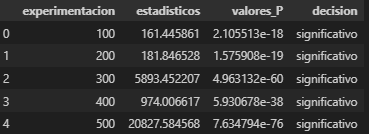 experimentacion estadisticos valores_P decision
0 100 161.445861 2.105513e-18 significativo
1 200 181.846528 1.575908e-19 significativo
2 300 5893.452207 4.963132e-60 significativo
3 400 974.006617 5.930678e-38 significativo
4 500 20827.584568 7.634794e-76 significativo